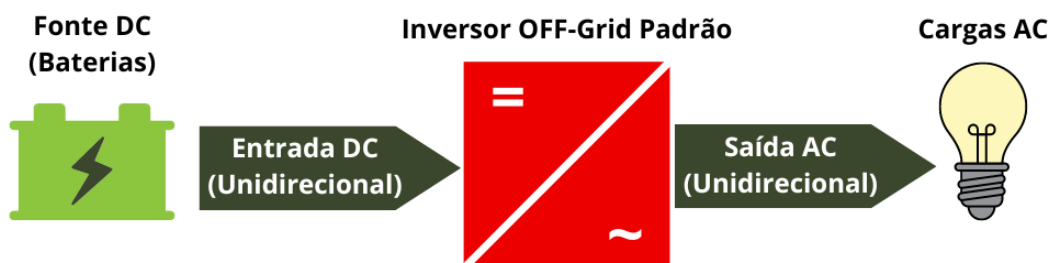 Fonte DC
(Baterias)
Inversor OFF-Grid Padrão
Cargas AC
Entrada DC
(Unidirecional)
=
~
Saída AC
(Unidirecional)